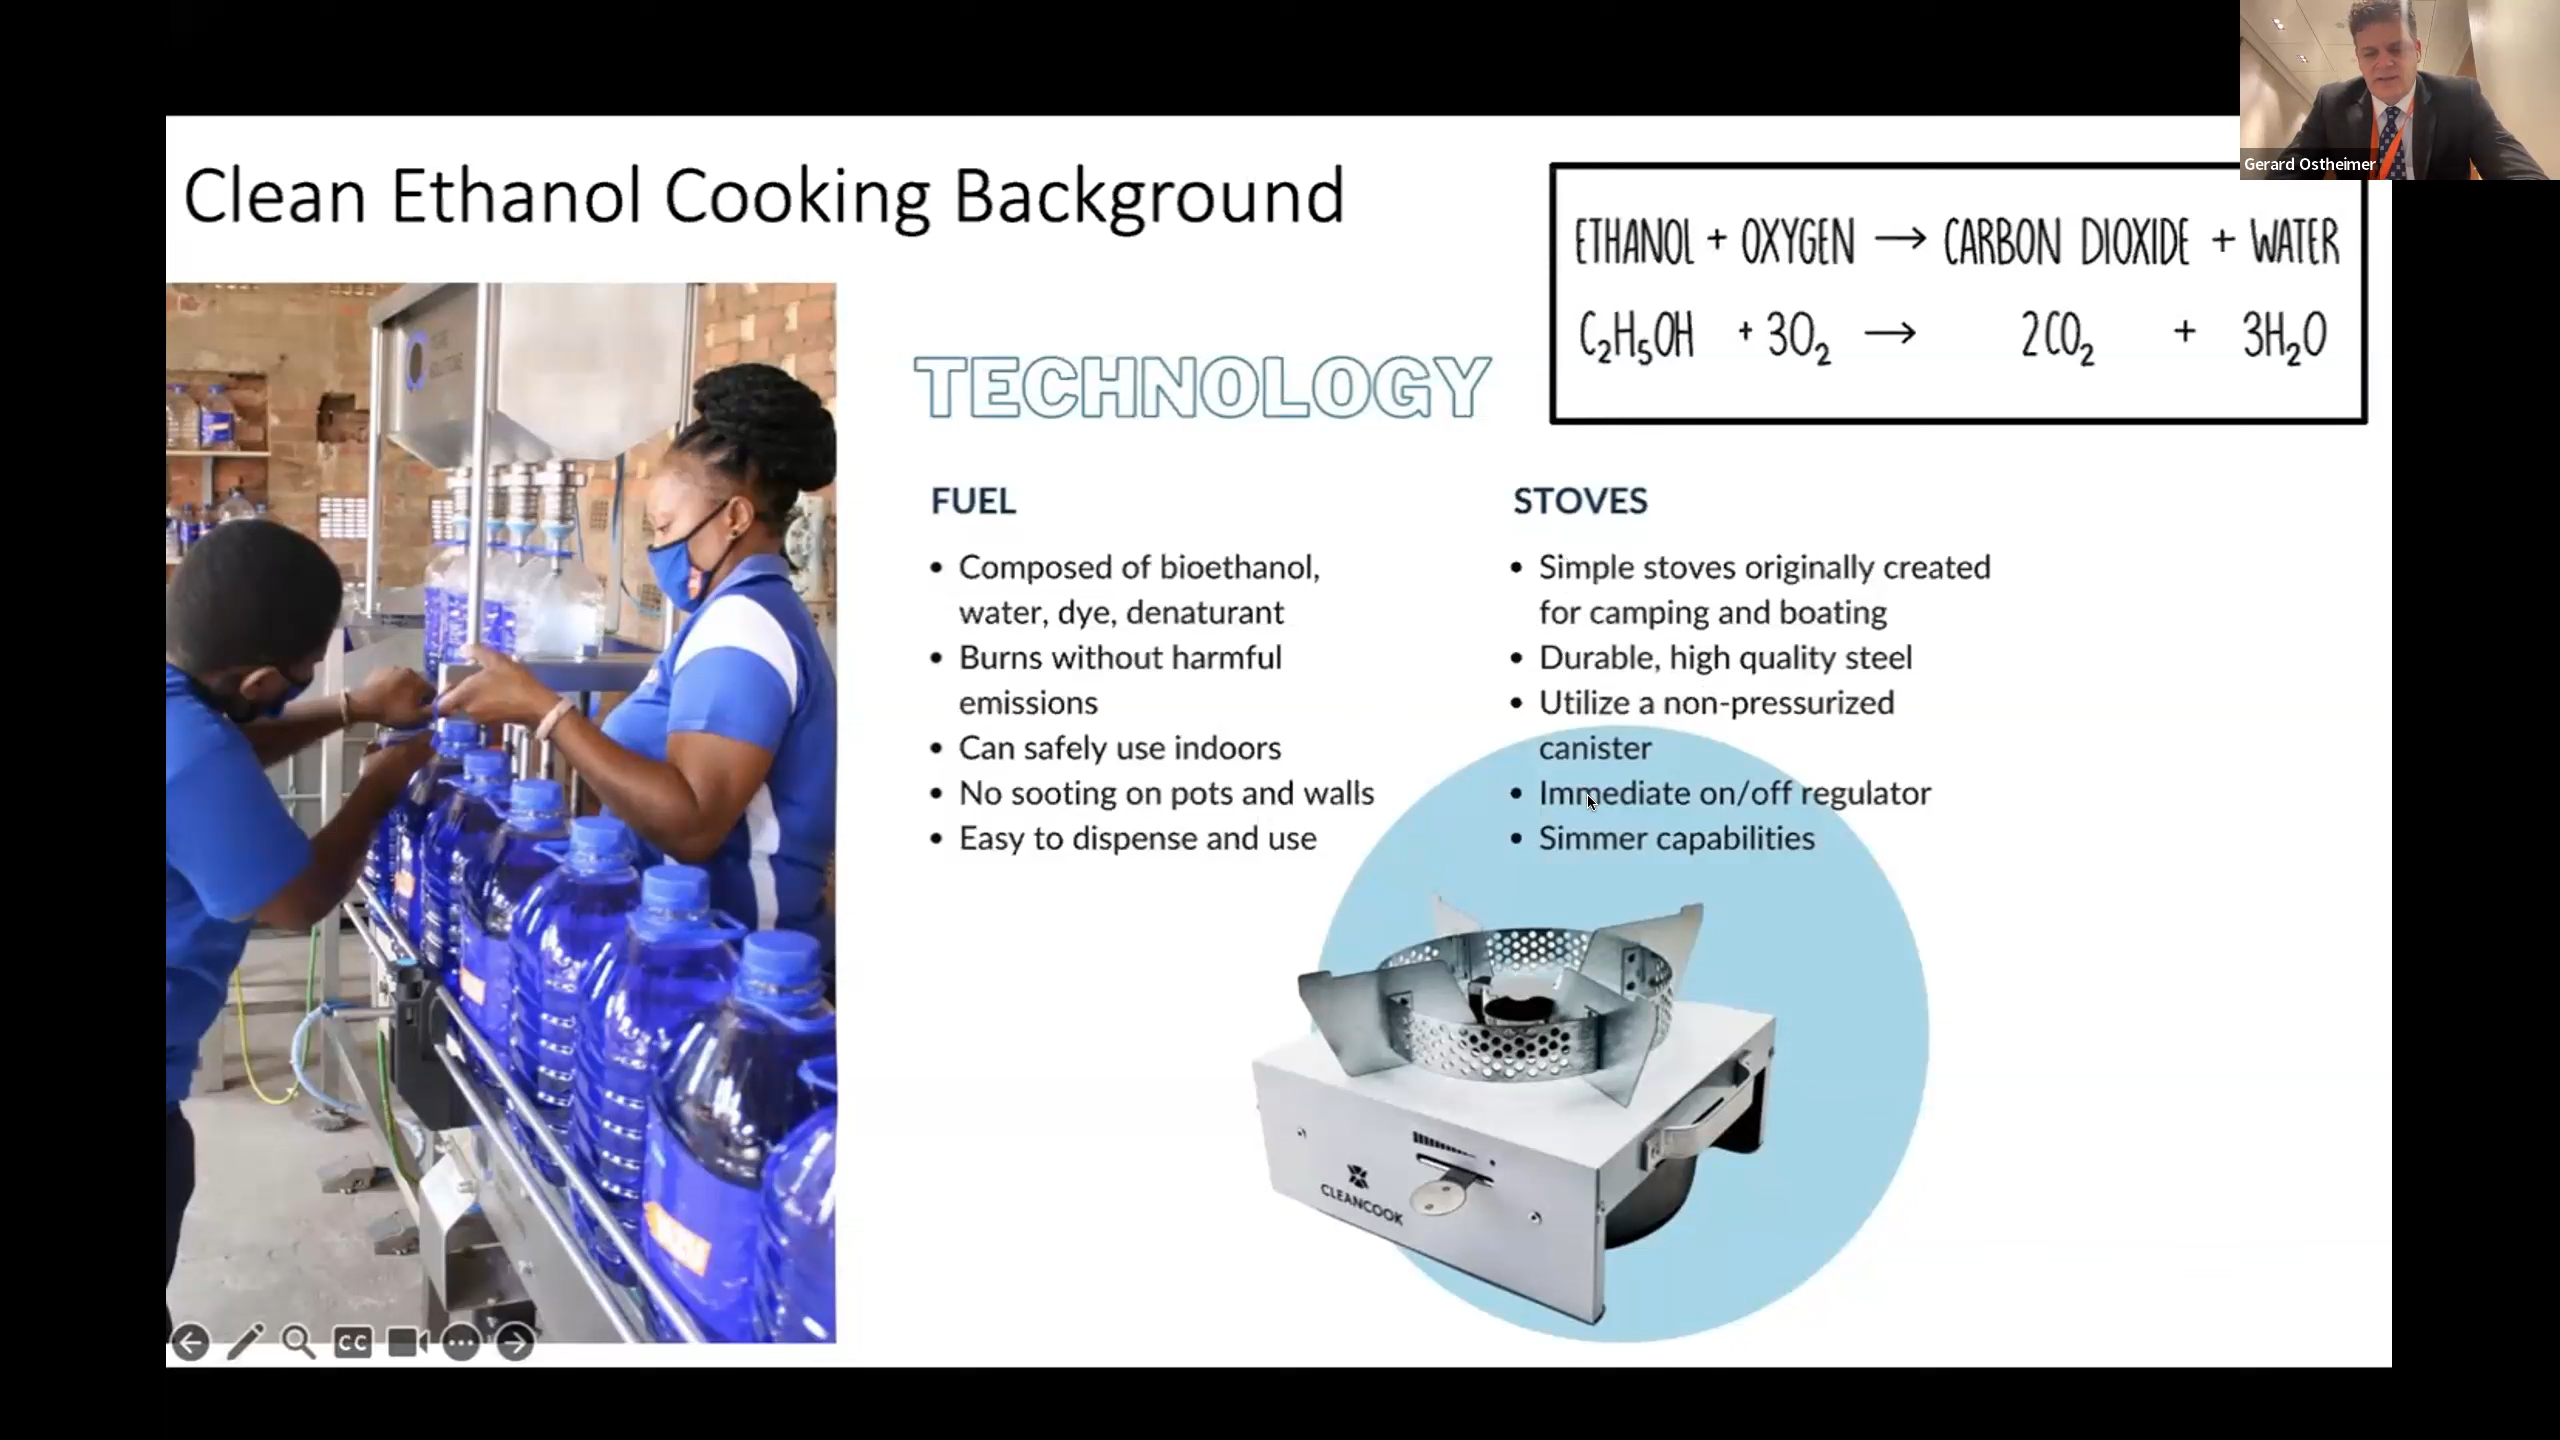 Gerard Ostheimer
Clean Ethanol Cooking Background
ETHANOL + OXYGEN → CARBON DIOXIDE + WATER
C₂H₅OH + 3O₂ → 2CO₂ + 3H₂O
TECHNOLOGY
FUEL
• Composed of bioethanol,
water, dye, denaturant
• Burns without harmful
emissions
• Can safely use indoors
• No sooting on pots and walls
• Easy to dispense and use
STOVES
• Simple stoves originally created
for camping and boating
• Durable, high quality steel
• Utilize a non-pressurized
canister
• Immediate on/off regulator
• Simmer capabilities
CLEANCOOK
CC